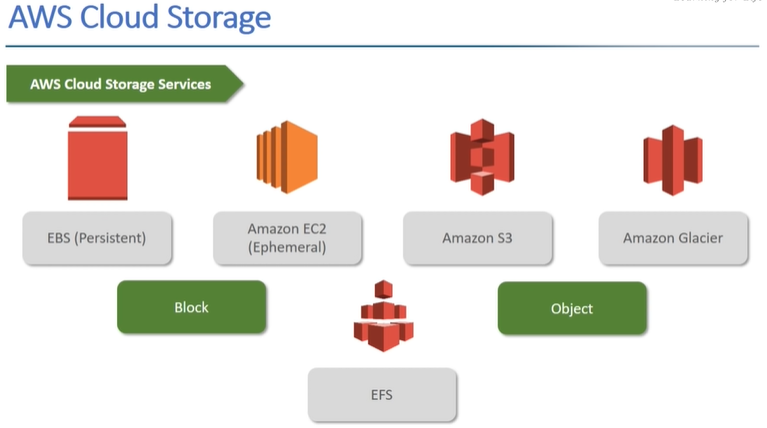 AWS Cloud Storage
AWS Cloud Storage Services
EBS (Persistent)
Amazon EC2
(Ephemeral)
Amazon S3
Amazon Glacier
Block
Object
EFS